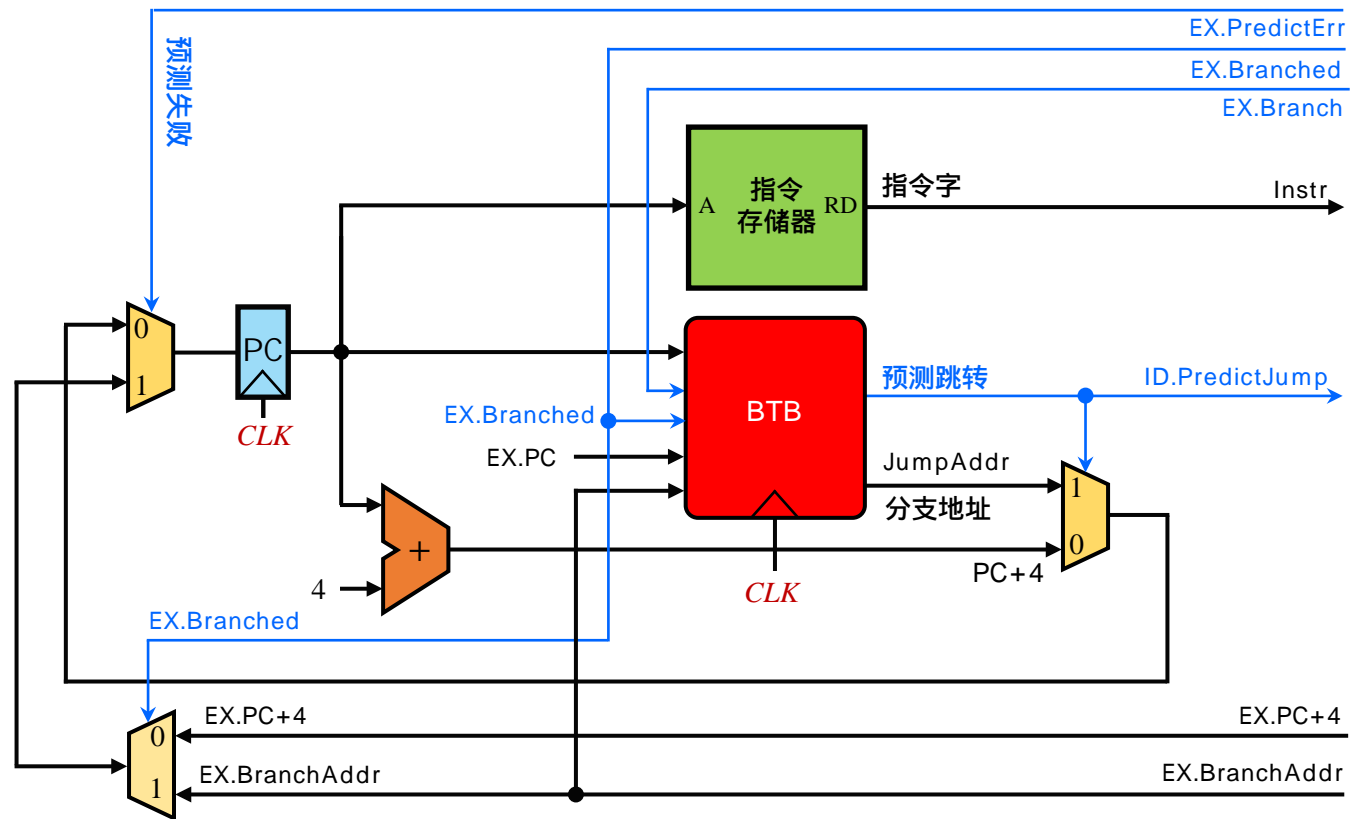 EX.PredictErr
EX.Branched
EX.Branch
预测失败
指令字
Instr
A
指令
存储器
RD
0
1
PC
CLK
BTB
预测跳转
ID.PredictJump
EX.Branched
EX.PC
JumpAddr
分支地址
1
0
+
4
PC+4
CLK
EX.Branched
0
1
EX.PC+4
EX.PC+4
EX.BranchAddr
EX.BranchAddr